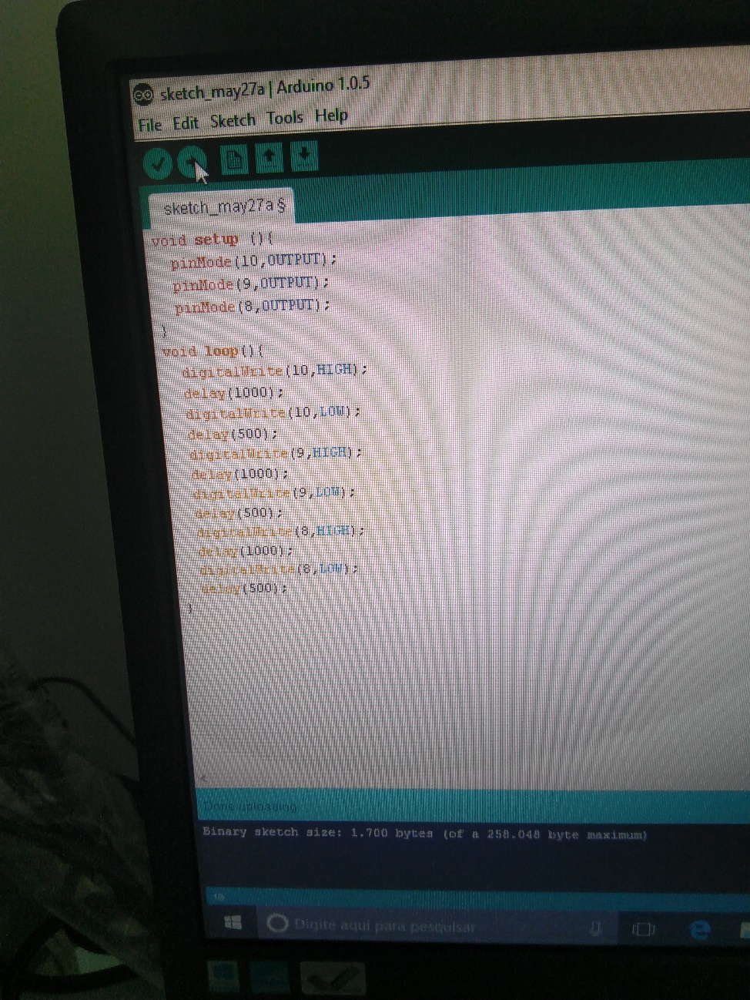 sketch_may27a | Arduino 1.0.5
File Edit Sketch Tools Help
sketch_may27a §
void setup (){
pinMode(10,OUTPUT);
pinMode(9,OUTPUT);
pinMode(8,OUTPUT);
}
void loop(){
digitalWrite(10,HIGH);
delay(1000);
digitalWrite(10,LOW);
delay(500);
digitalWrite(9,HIGH);
delay(1000);
digitalWrite(9,LOW);
delay(500);
digitalWrite(8,HIGH);
delay(1000);
digitalWrite(8,LOW);
delay(500);
}
Done uploading.
Binary sketch size: 1.700 bytes (of a 258.048 byte maximum)
Digite aqui para pesquisar